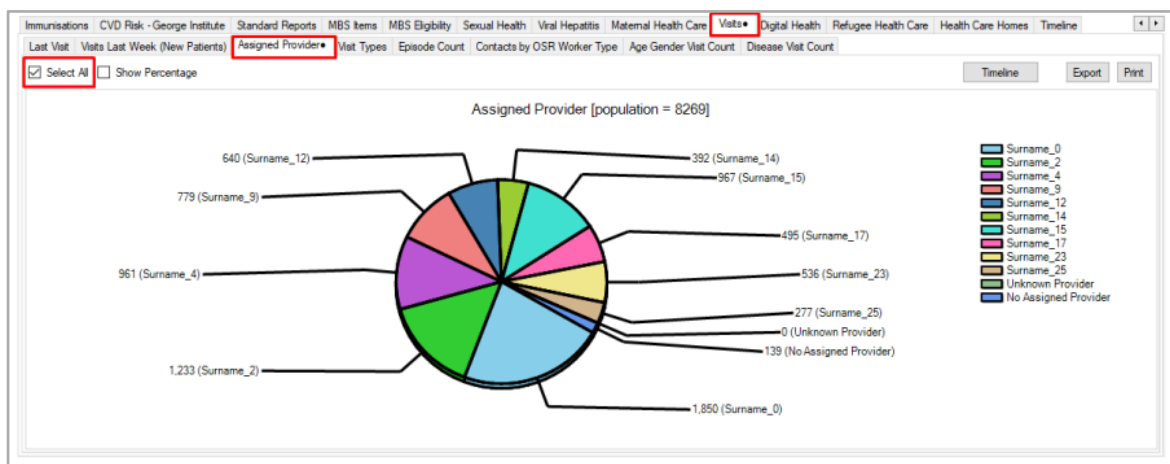 Immunisations CVD Risk - George Institute Standard Reports MBS Items MBS Eligibility Sexual Health Viral Hepatitis Maternal Health Care Visits● Digital Health Refugee Health Care Health Care Homes Timeline
Last Visit Visits Last Week (New Patients) Assigned Provider● Visit Types Episode Count Contacts by OSR Worker Type Age Gender Visit Count Disease Visit Count
Select All Show Percentage Timeline Export Print
Assigned Provider [population = 8269]
640 (Surname_12)
392 (Surname_14)
967 (Surname_15)
779 (Surname_9)
495 (Surname_17)
961 (Surname_4)
536 (Surname_23)
277 (Surname_25)
0 (Unknown Provider)
139 (No Assigned Provider)
1,233 (Surname_2)
1,850 (Surname_0)
Surname_0
Surname_2
Surname_4
Surname_9
Surname_12
Surname_14
Surname_15
Surname_17
Surname_23
Surname_25
Unknown Provider
No Assigned Provider